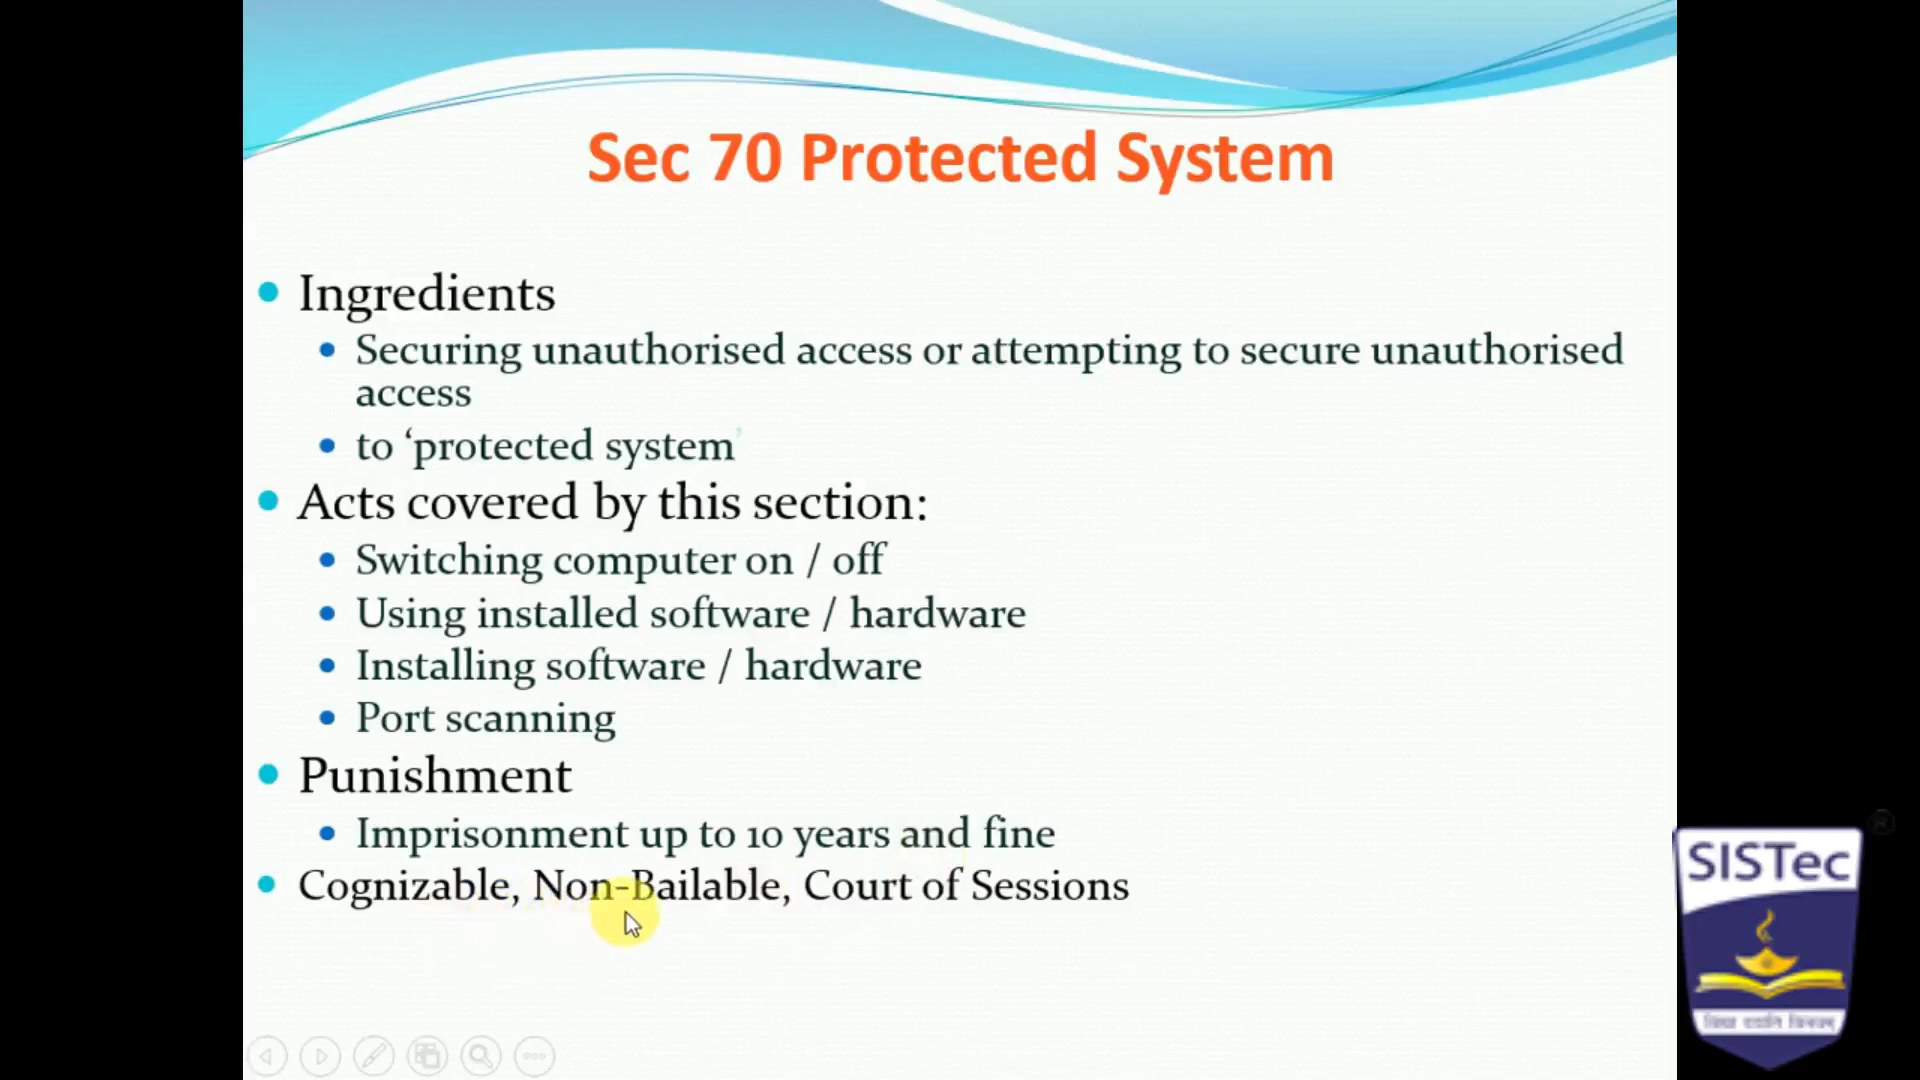 Sec 70 Protected System
• Ingredients
• Securing unauthorised access or attempting to secure unauthorised
access
• to ‘protected system’
• Acts covered by this section:
• Switching computer on / off
• Using installed software / hardware
• Installing software / hardware
• Port scanning
• Punishment
• Imprisonment up to 10 years and fine
• Cognizable, Non-Bailable, Court of Sessions
SISTec